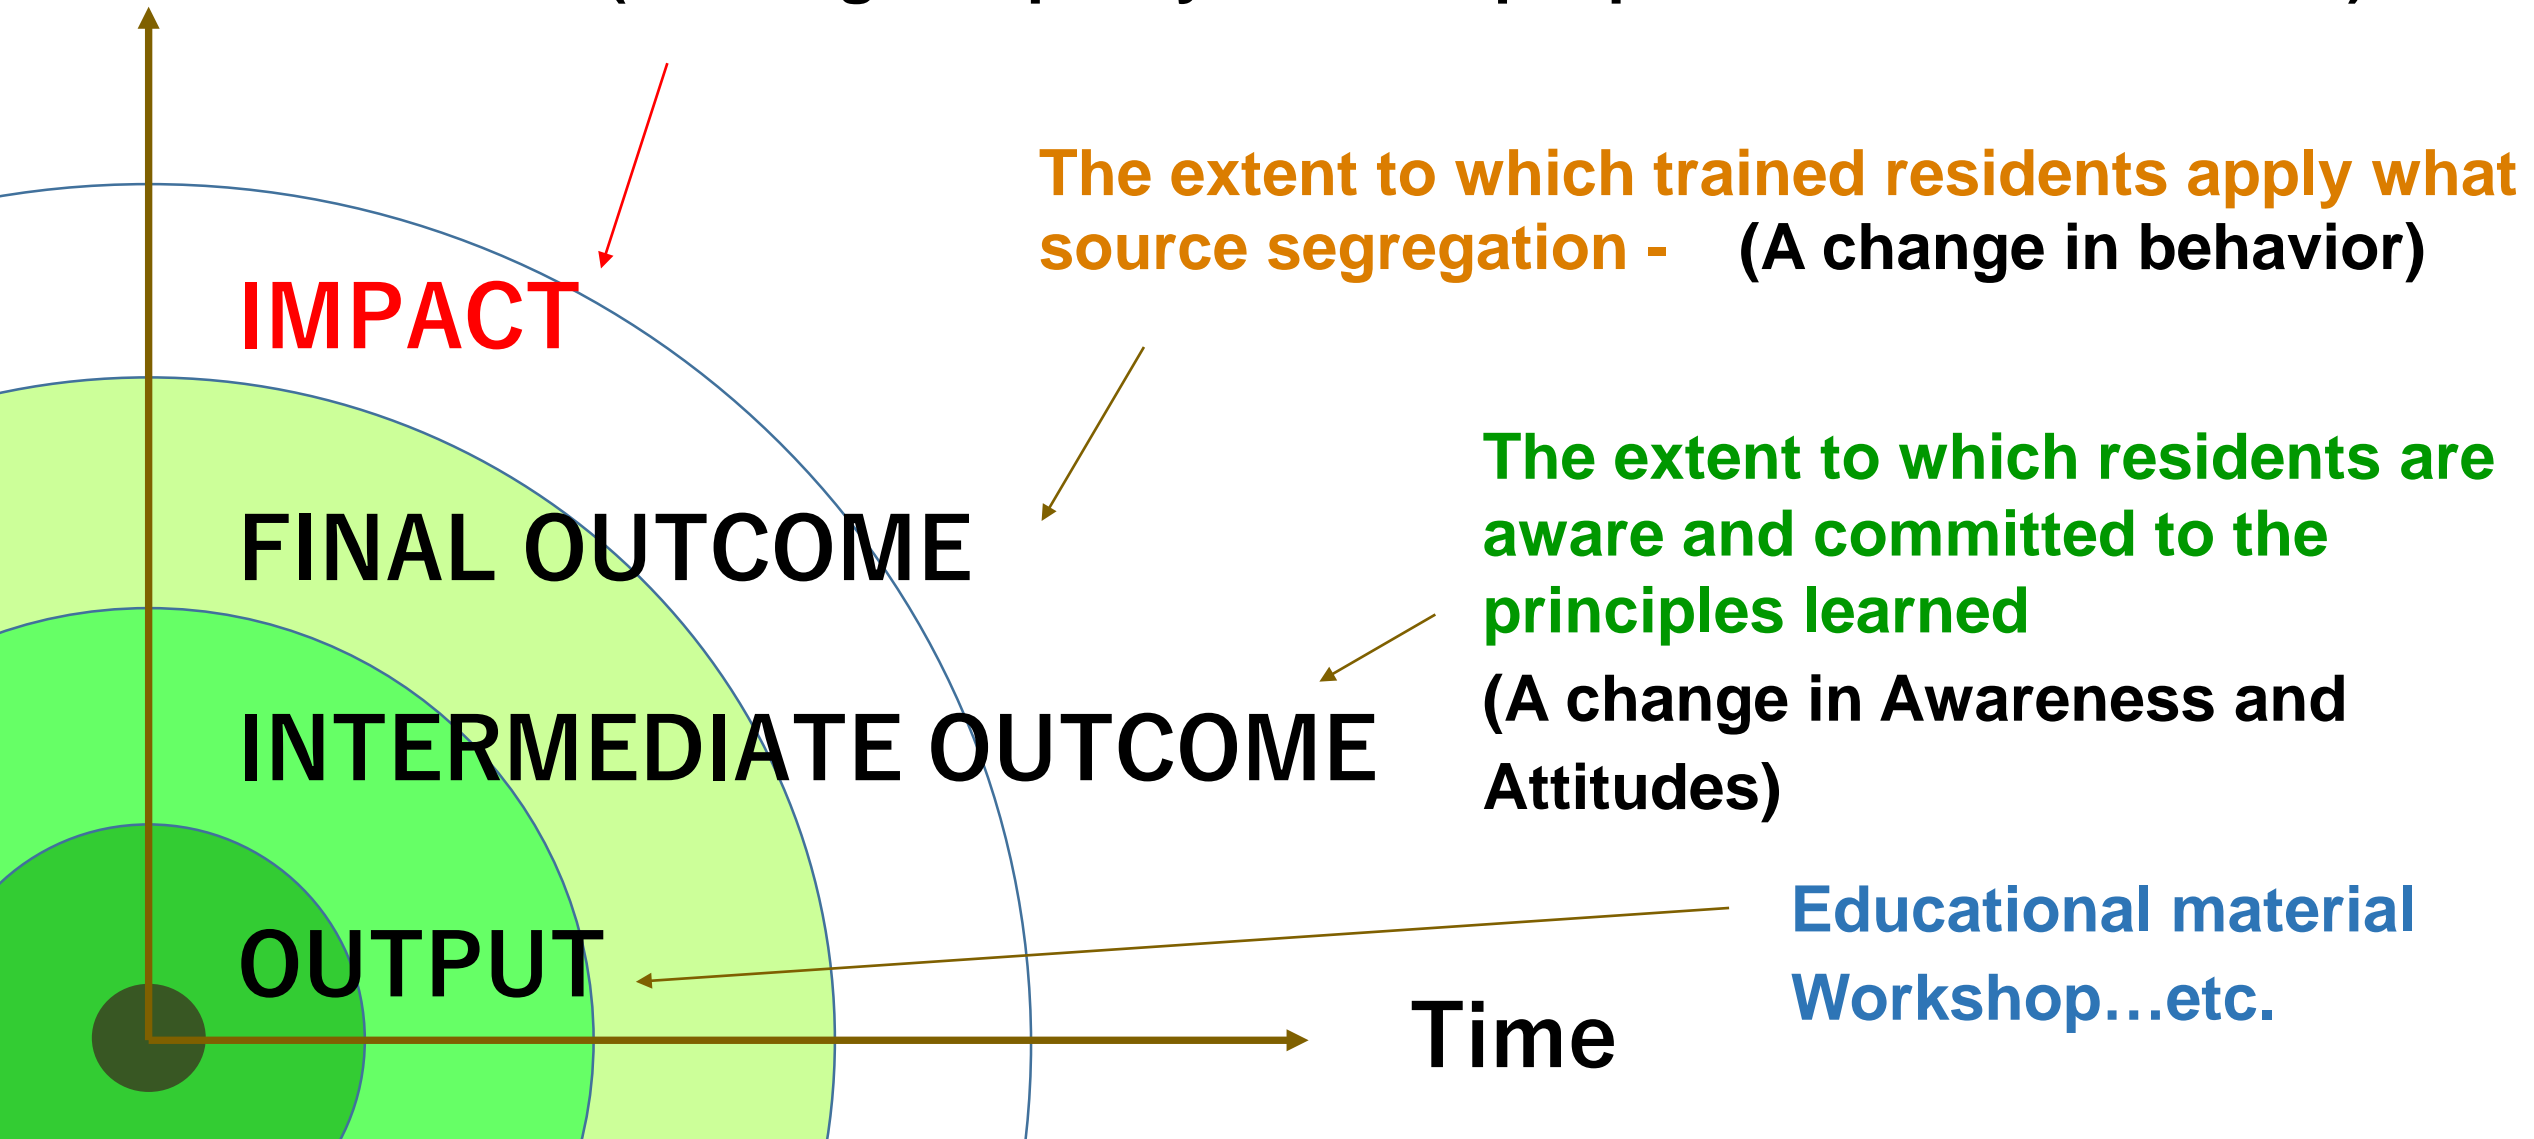 The extent to which trained residents apply what
source segregation - (A change in behavior)
IMPACT
The extent to which residents are
aware and committed to the
principles learned
(A change in Awareness and
Attitudes)
FINAL OUTCOME
INTERMEDIATE OUTCOME
Educational material
Workshop…etc.
OUTPUT
Time